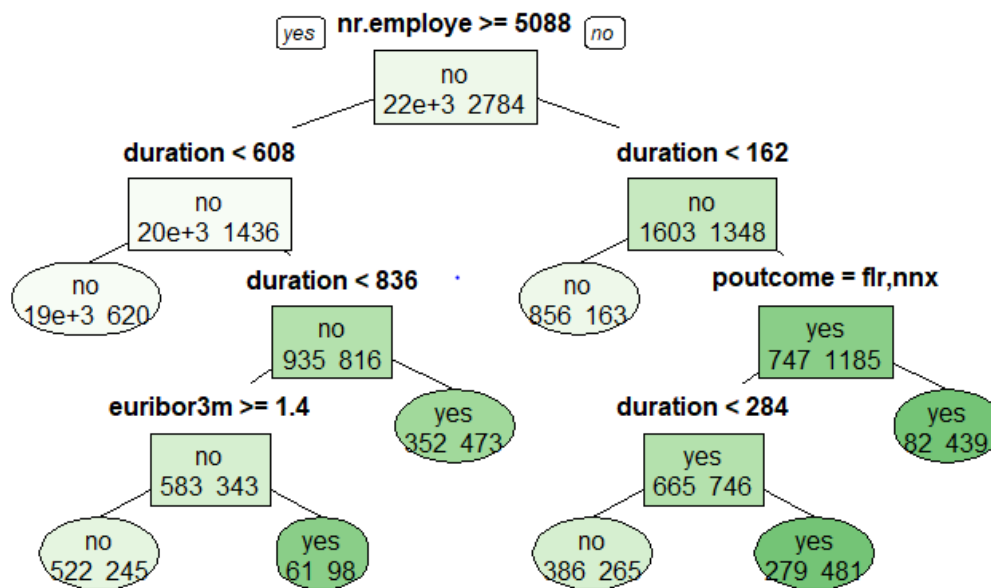 yes nr.employe >= 5088 no
no
22e+3 2784
duration < 608 duration < 162
no no
20e+3 1436 1603 1348
no duration < 836 no poutcome = flr,nnx
19e+3 620 856 163
no yes
935 816 747 1185
euribor3m >= 1.4 yes duration < 284 yes
352 473 82 439
no yes
583 343 665 746
no yes no yes
522 245 61 98 386 265 279 481